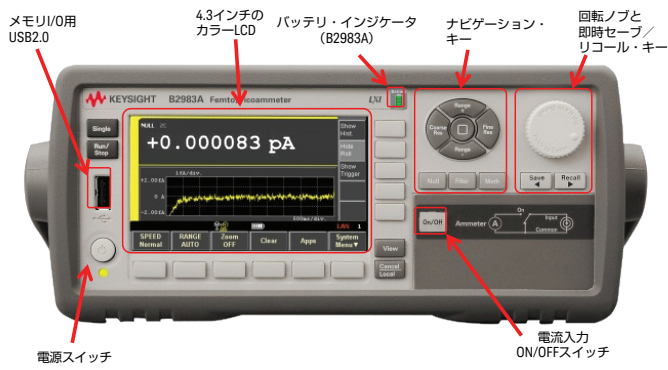 メモリI/O用
USB2.0
4.3インチの
カラーLCD
バッテリ・インジケータ
(B2983A)
ナビゲーション・
キー
回転ノブと
即時セーブ/
リコール・キー
KEYSIGHT B2983A Femto/Picoammeter
LXI
Single
Run/
Stop
NULL
+0.000083 pA
Show
Hist.
Hide
Roll
Show
Trigger
1fA/div.
+2.00fA
0 A
-2.00fA
500ms/div.
LAN
SPEED
Normal
RANGE
AUTO
Zoom
OFF
Clear
Apps
System
Menu▼
View
Cancel
Local
Range
Coarse
Res
Fine
Res
Range
Null
Filter
Math
Save
◀
Recall
▶
On/Off
Ammeter
A
On
Input
Common
電源スイッチ
電流入力
ON/OFFスイッチ